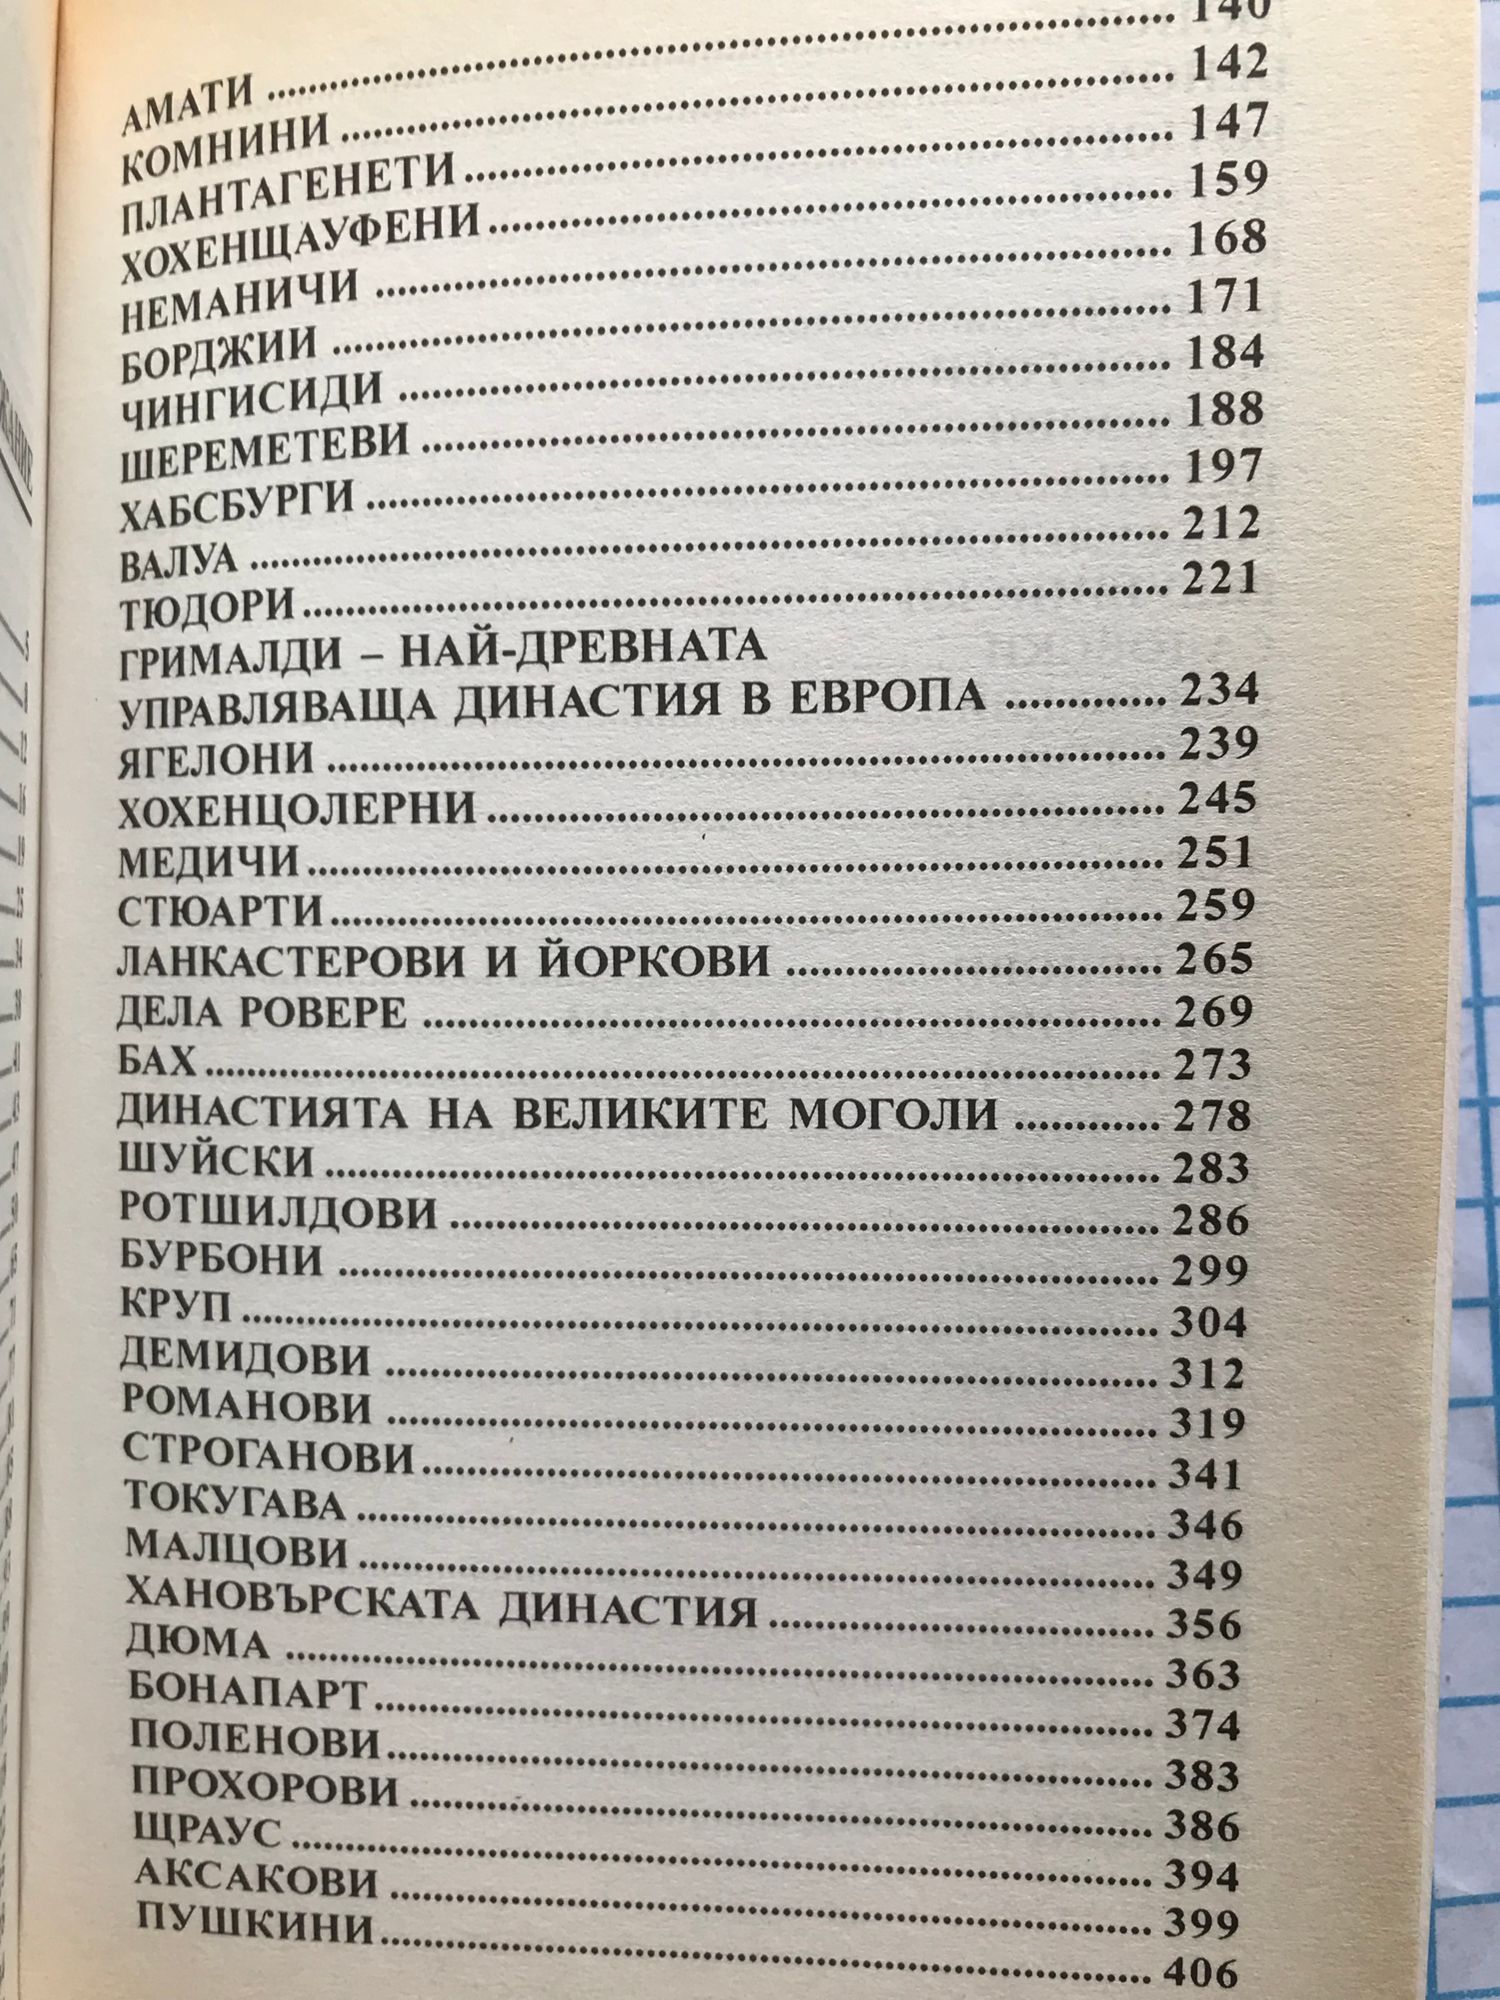 АМАТИ ........ 140
КОМНИНИ ........ 142
ПЛАНТАГЕНЕТИ ........ 147
ХОХЕНЩАУФЕНИ ........ 159
НЕМАНИЧИ ........ 168
БОРДЖИИ ........ 171
ЧИНГИСИДИ ........ 184
ШЕРЕМЕТЕВИ ........ 188
ХАБСБУРГИ ........ 197
ВАЛУА ........ 212
ТЮДОРИ ........ 221
ГРИМАЛДИ – НАЙ-ДРЕВНАТА
УПРАВЛЯВАЩА ДИНАСТИЯ В ЕВРОПА ........ 234
ЯГЕЛОНИ ........ 239
ХОХЕНЦОЛЕРНИ ........ 245
МЕДИЧИ ........ 251
СТЮАРТИ ........ 259
ЛАНКАСТЕРОВИ И ЙОРКОВИ ........ 265
ДЕЛА РОВЕРЕ ........ 269
БАХ ........ 273
ДИНАСТИЯТА НА ВЕЛИКИТЕ МОГОЛИ ........ 278
ШУЙСКИ ........ 283
РОТШИЛДОВИ ........ 286
БУРБОНИ ........ 299
КРУП ........ 304
ДЕМИДОВИ ........ 312
РОМАНОВИ ........ 319
СТРОГАНОВИ ........ 341
ТОКУГАВА ........ 346
МАЛЦОВИ ........ 349
ХАНОВЪРСКАТА ДИНАСТИЯ ........ 356
ДЮМА ........ 363
БОНАПАРТ ........ 374
ПОЛЕНОВИ ........ 383
ПРОХОРОВИ ........ 386
ЩРАУС ........ 394
АКСАКОВИ ........ 399
ПУШКИНИ ........ 406